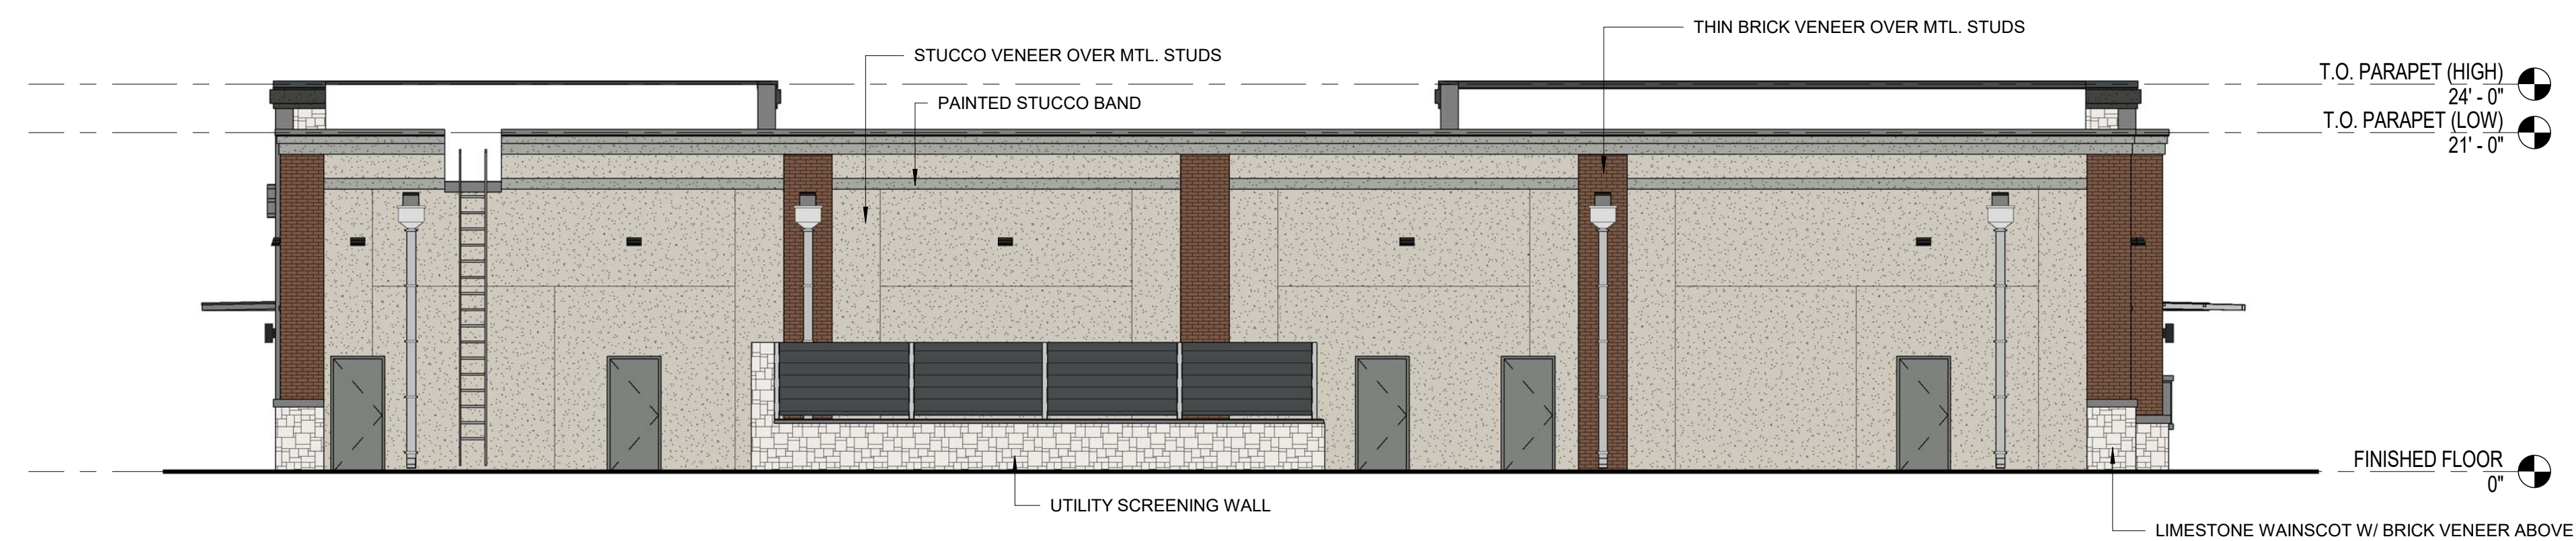 THIN BRICK VENEER OVER MTL. STUDS
STUCCO VENEER OVER MTL. STUDS
T.O. PARAPET (HIGH)
24' - 0"
PAINTED STUCCO BAND
T.O. PARAPET (LOW)
21' - 0"
FINISHED FLOOR
0"
UTILITY SCREENING WALL
LIMESTONE WAINSCOT W/ BRICK VENEER ABOVE